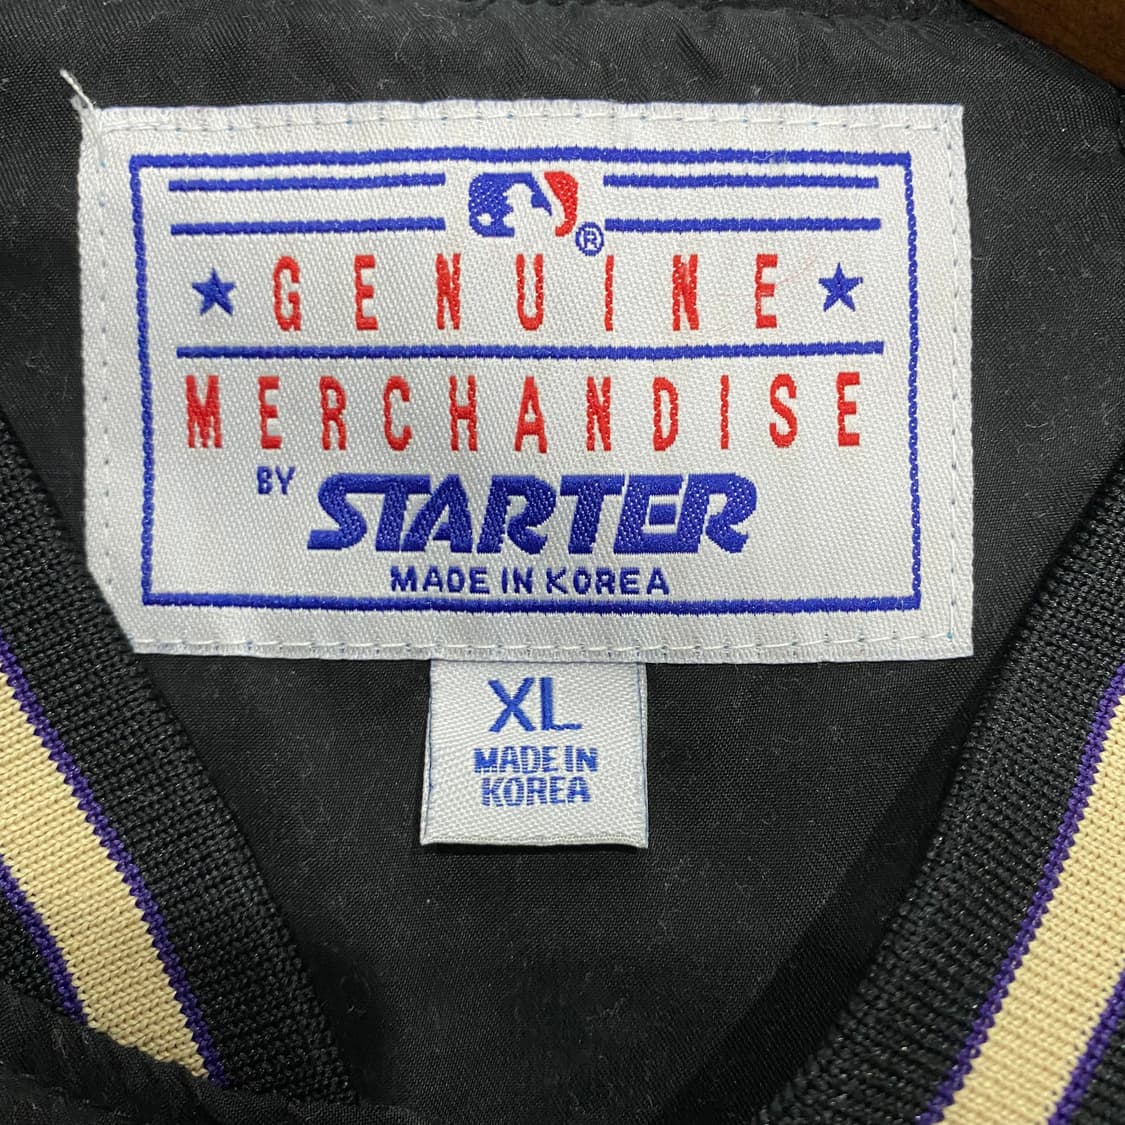 ®
★ GENUINE ★
MERCHANDISE
BY STARTER
MADE IN KOREA
XL
MADE IN
KOREA